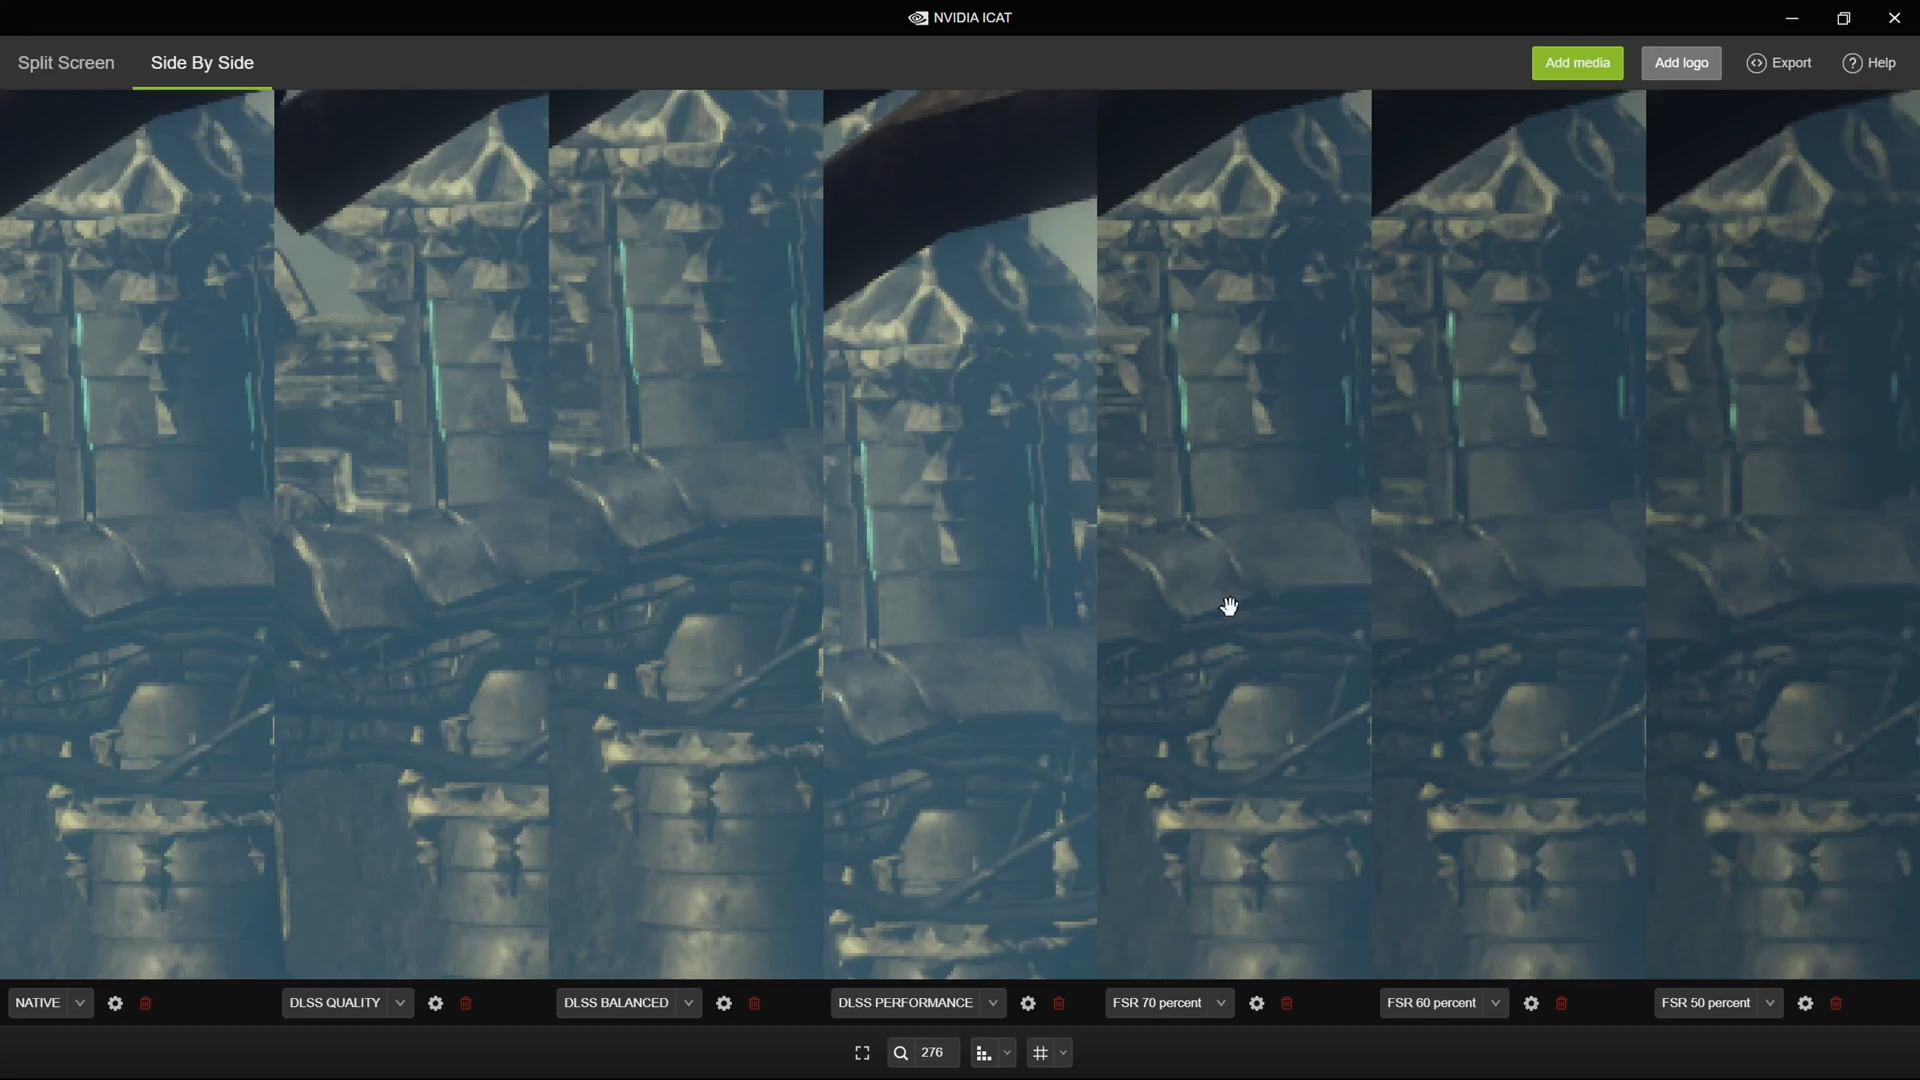 NVIDIA ICAT
Split Screen
Side By Side
Add media
Add logo
Export
Help
NATIVE
DLSS QUALITY
DLSS BALANCED
DLSS PERFORMANCE
FSR 70 percent
FSR 60 percent
FSR 50 percent
276